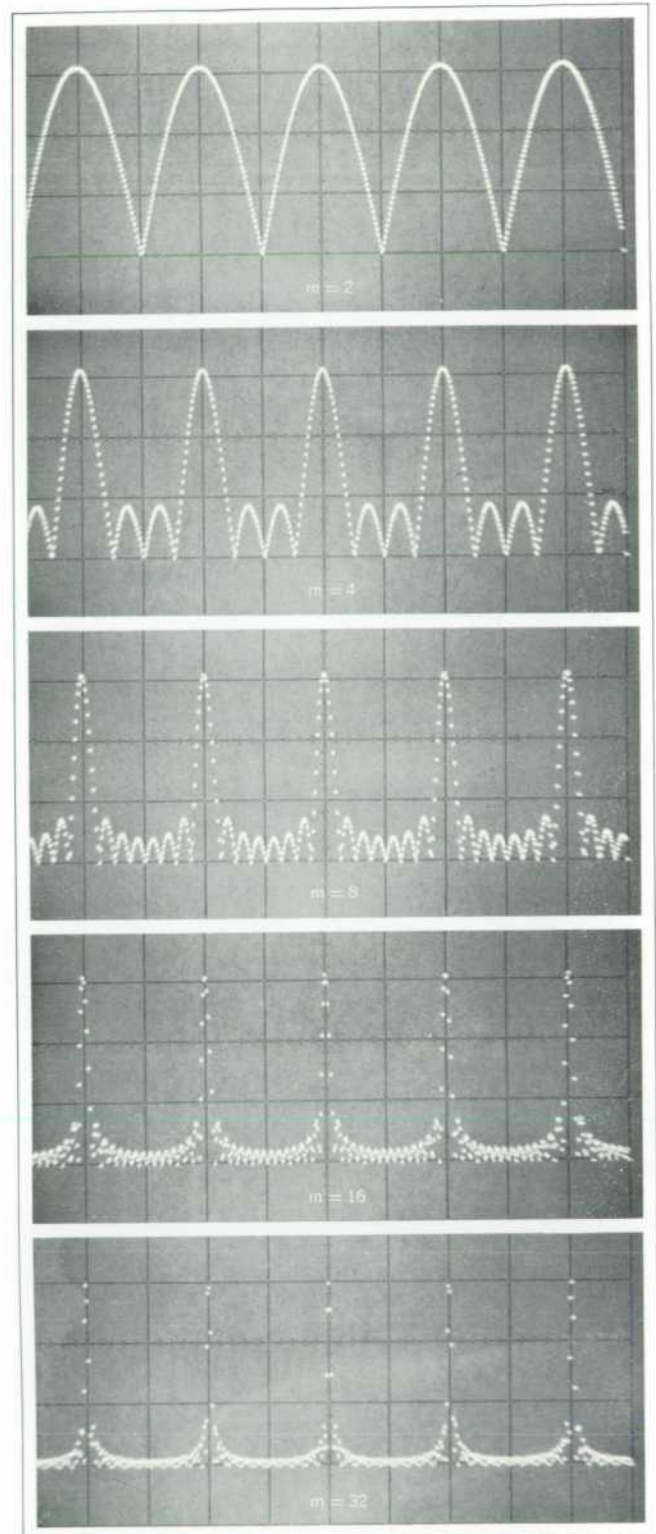 m = 2
m = 4
m = 8
m = 16
m = 32